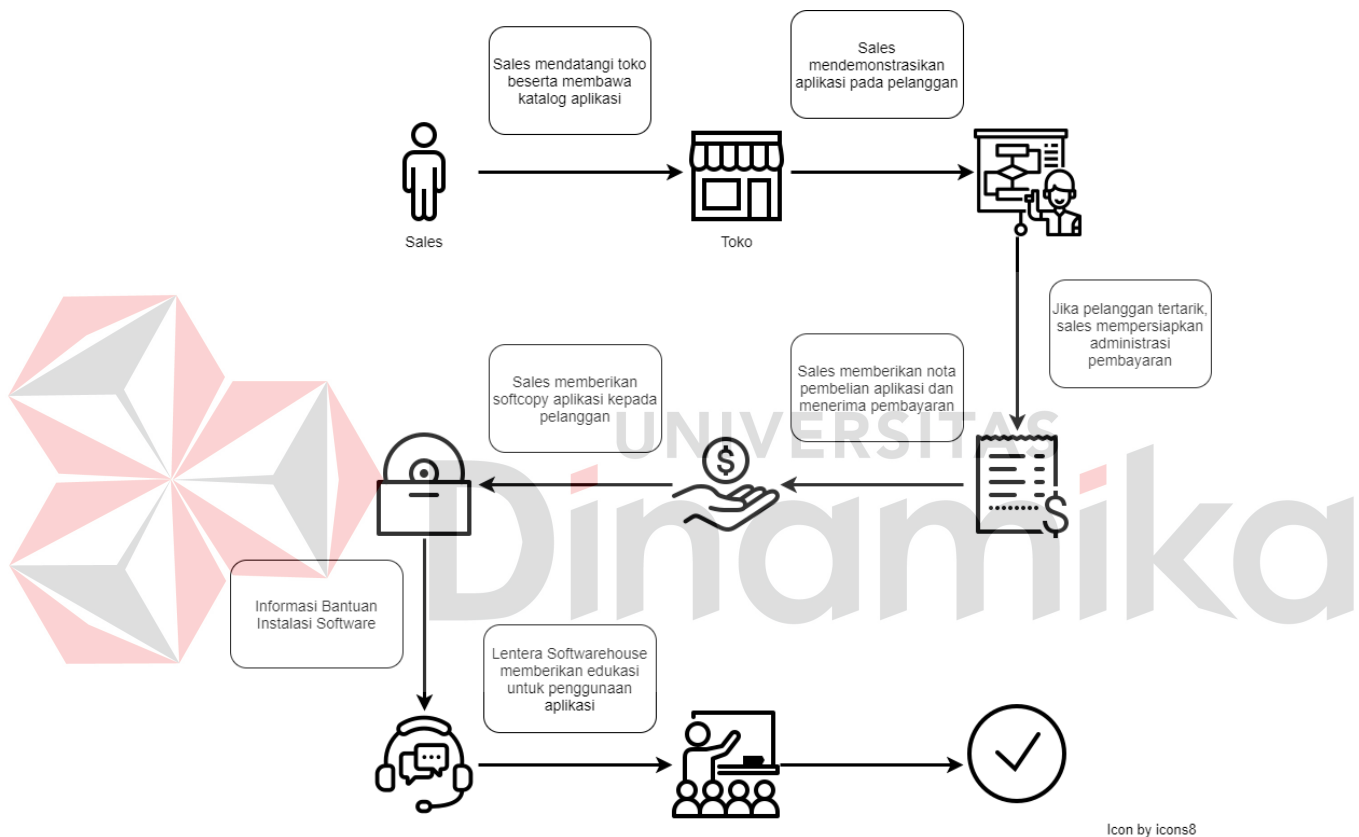 Sales mendatangi toko
beserta membawa
katalog aplikasi
Sales
mendemonstrasikan
aplikasi pada pelanggan
Sales
Toko
Jika pelanggan tertarik,
sales mempersiapkan
administrasi
pembayaran
Sales memberikan nota
pembelian aplikasi dan
menerima pembayaran
Sales memberikan
softcopy aplikasi kepada
pelanggan
UNIVERSITAS
Dinamika
Informasi Bantuan
Instalasi Software
Lentera Softwarehouse
memberikan edukasi
untuk penggunaan
aplikasi
Icon by icons8